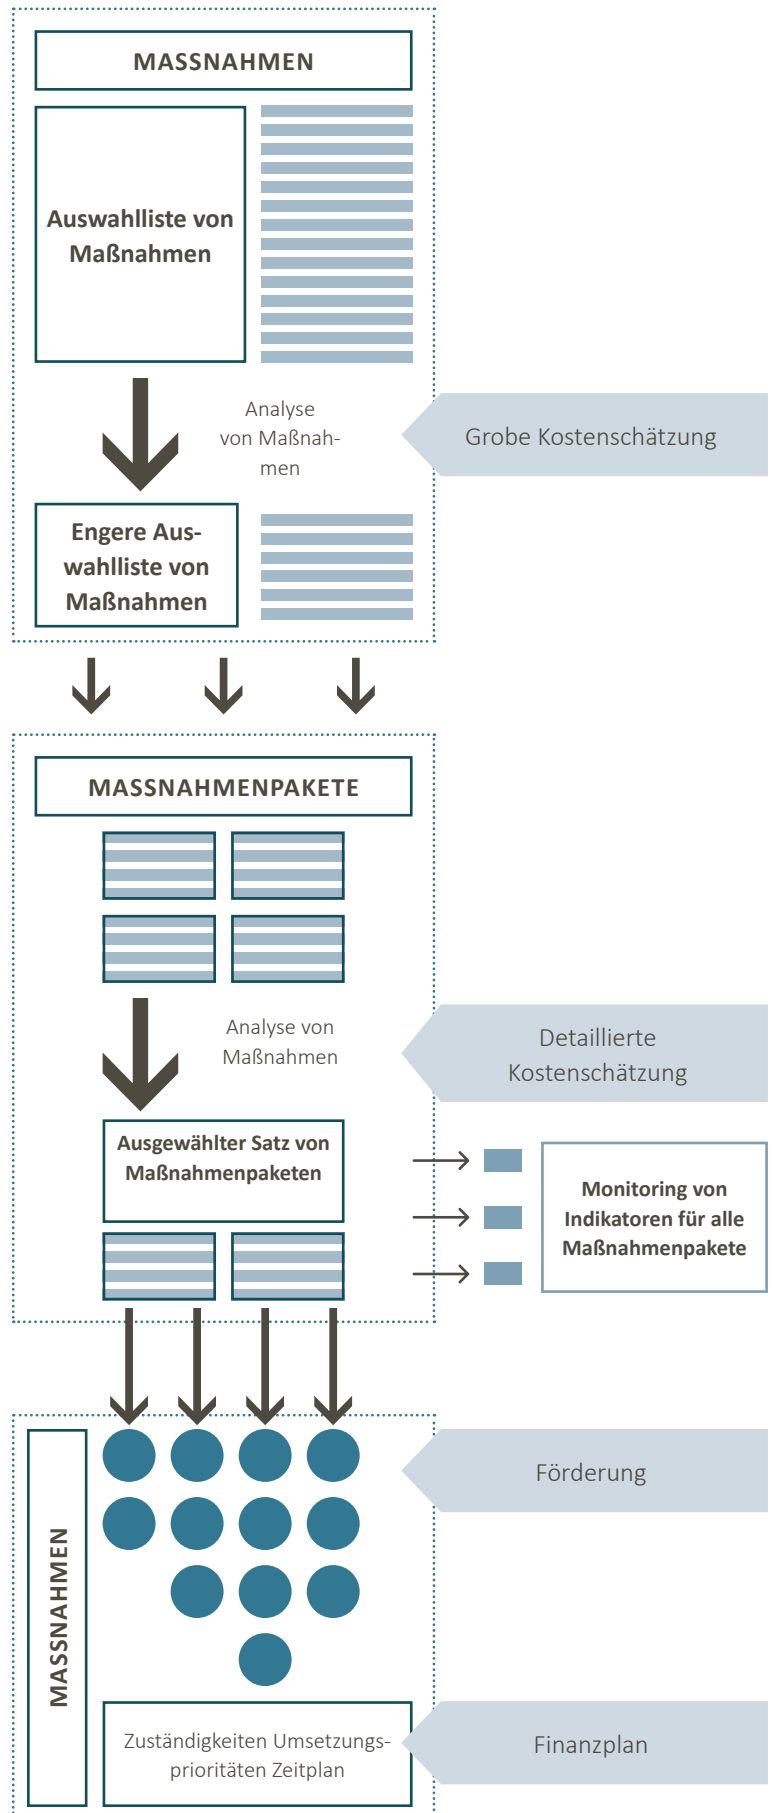 MASSNAHMEN
Auswahlliste von
Maßnahmen
Analyse
von Maßnah-
men
Grobe Kostenschätzung
Engere Aus-
wahlliste von
Maßnahmen
MASSNAHMENPAKETE
Analyse von
Maßnahmen
Detaillierte
Kostenschätzung
Ausgewählter Satz von
Maßnahmenpaketen
Monitoring von
Indikatoren für alle
Maßnahmenpakete
MASSNAHMEN
Förderung
Zuständigkeiten Umsetzungs-
prioritäten Zeitplan
Finanzplan